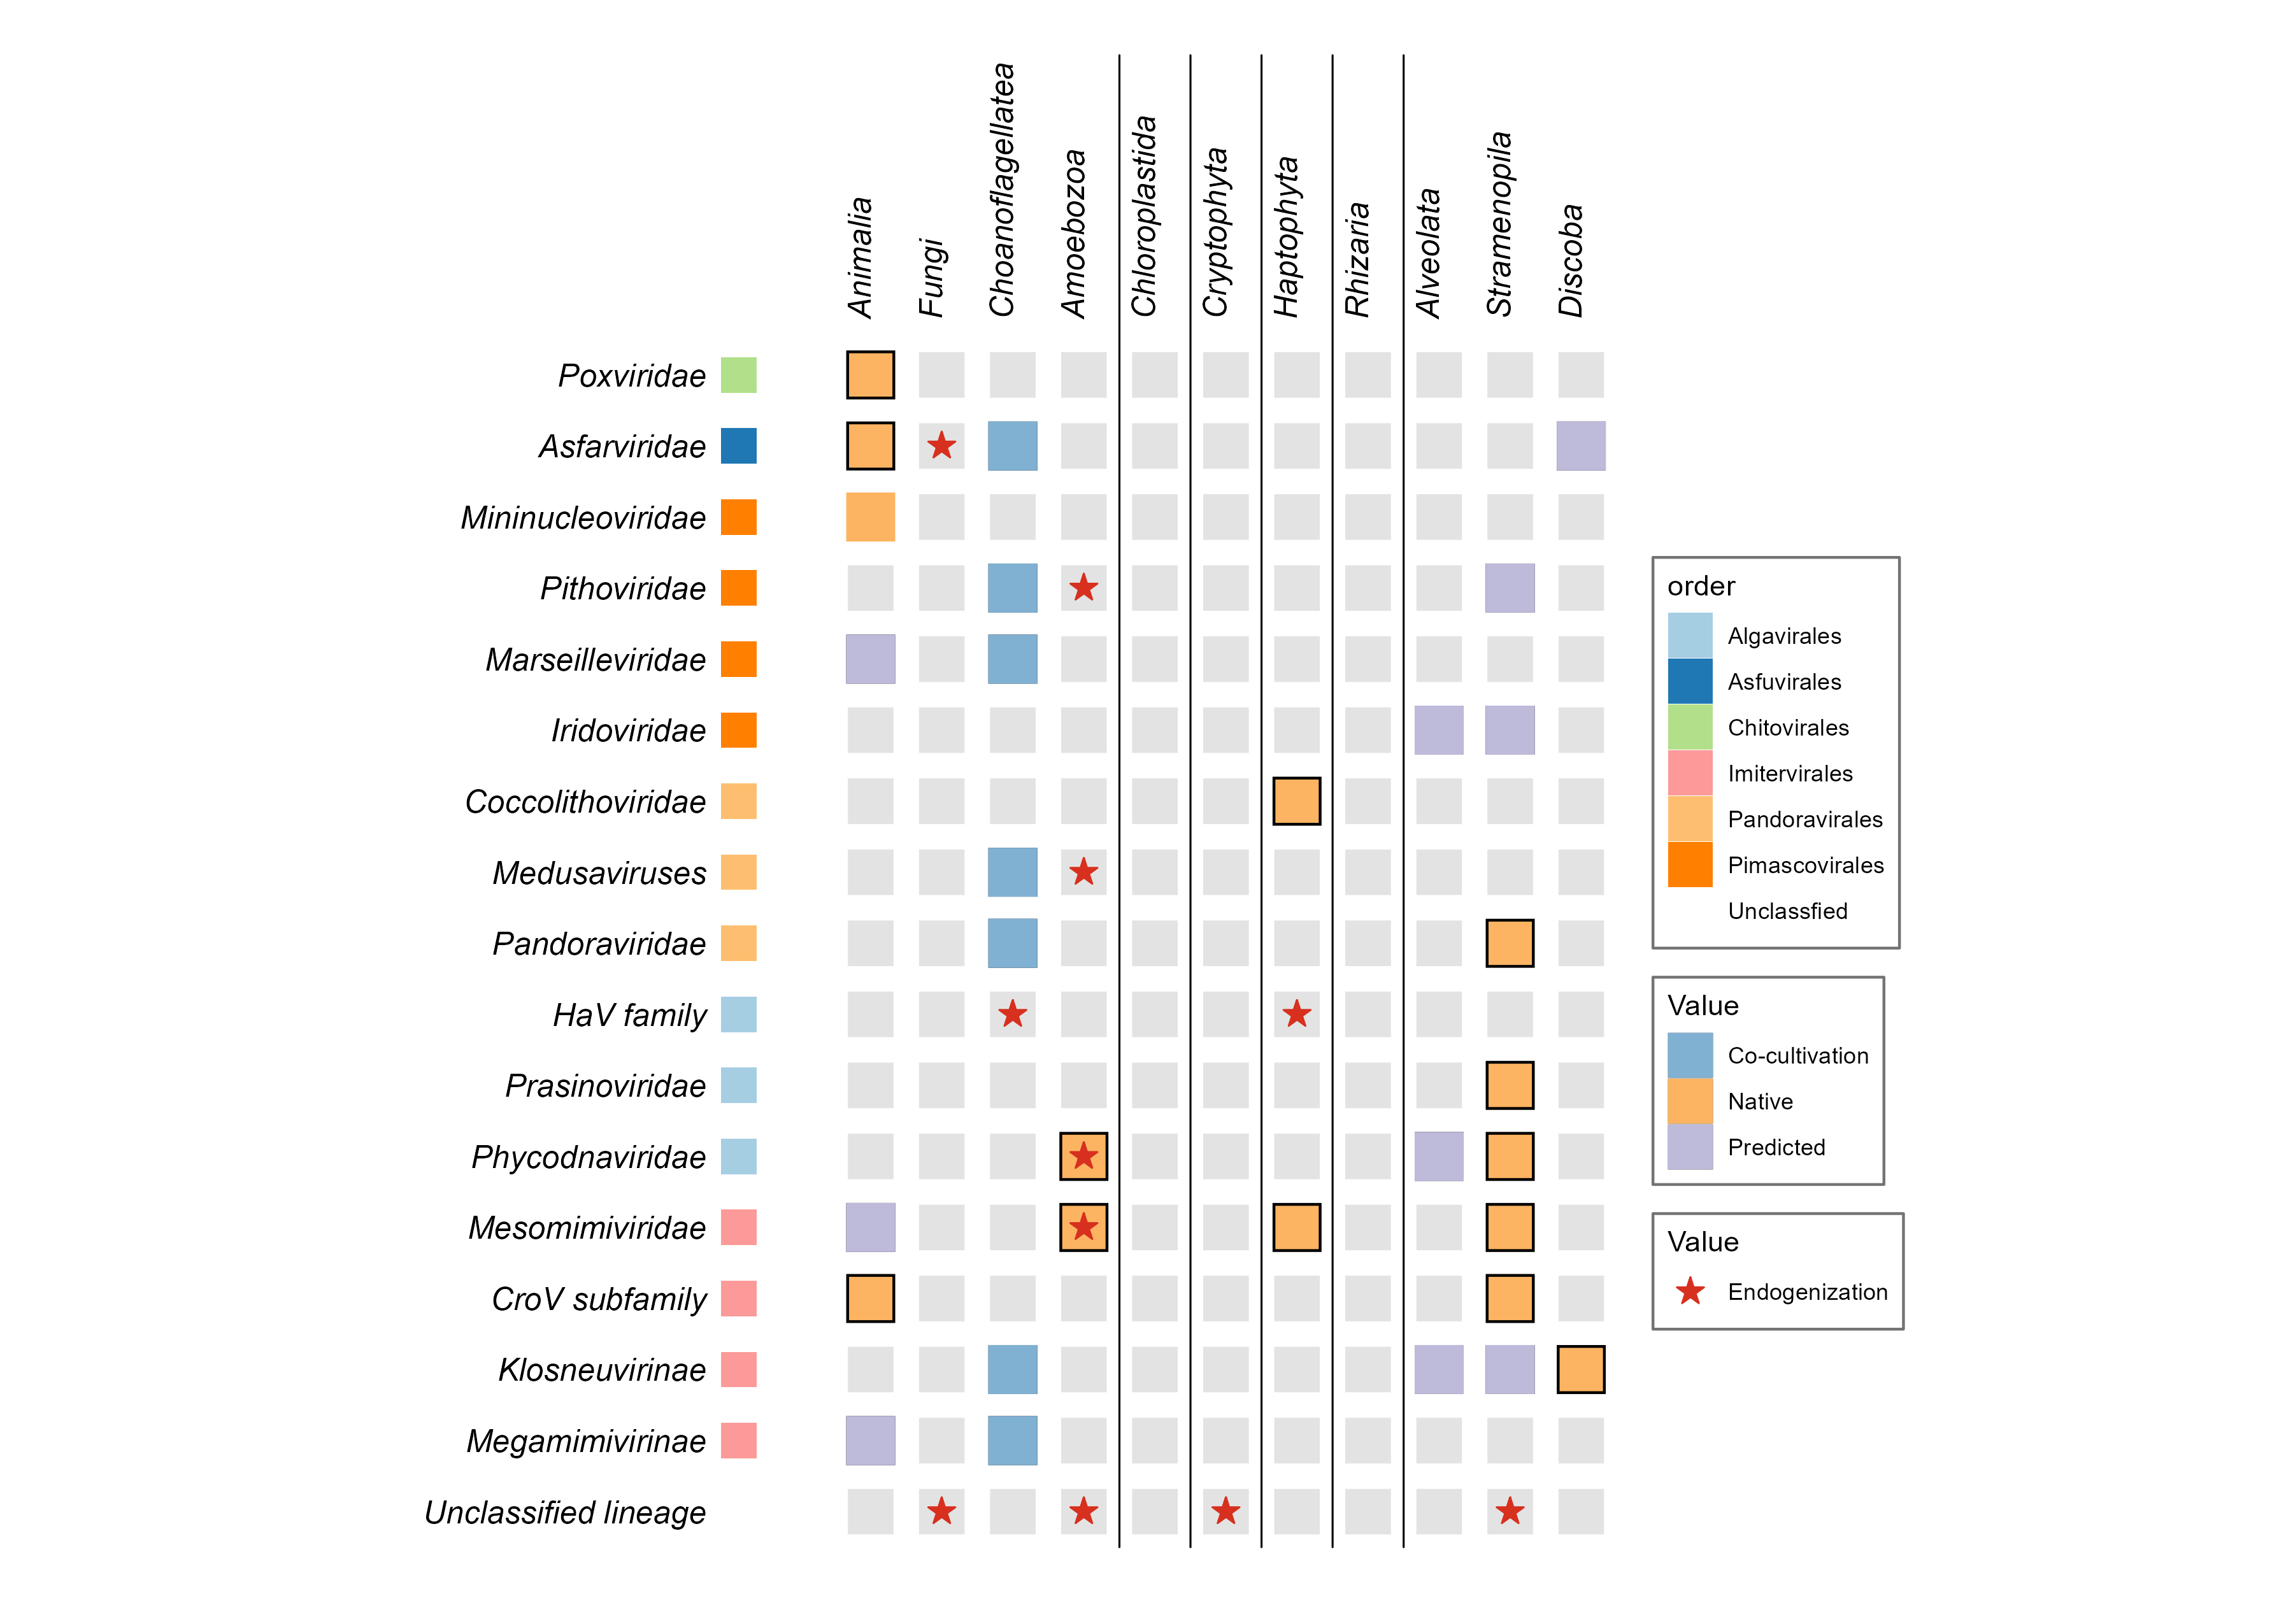 Animalia
Fungi
Choanoflagellatea
Amoebozoa
Chloroplastida
Cryptophyta
Haptophyta
Rhizaria
Alveolata
Stramenopila
Discoba
Poxviridae
Asfarviridae
Mininucleoviridae
Pithoviridae
Marseilleviridae
Iridoviridae
Coccolithoviridae
Medusaviruses
Pandoraviridae
HaV family
Prasinoviridae
Phycodnaviridae
Mesomimiviridae
CroV subfamily
Klosneuvirinae
Megamimivirinae
Unclassified lineage
order
Algavirales
Asfuvirales
Chitovirales
Imitervirales
Pandoravirales
Pimascovirales
Unclassfied
Value
Co-cultivation
Native
Predicted
Value
Endogenization